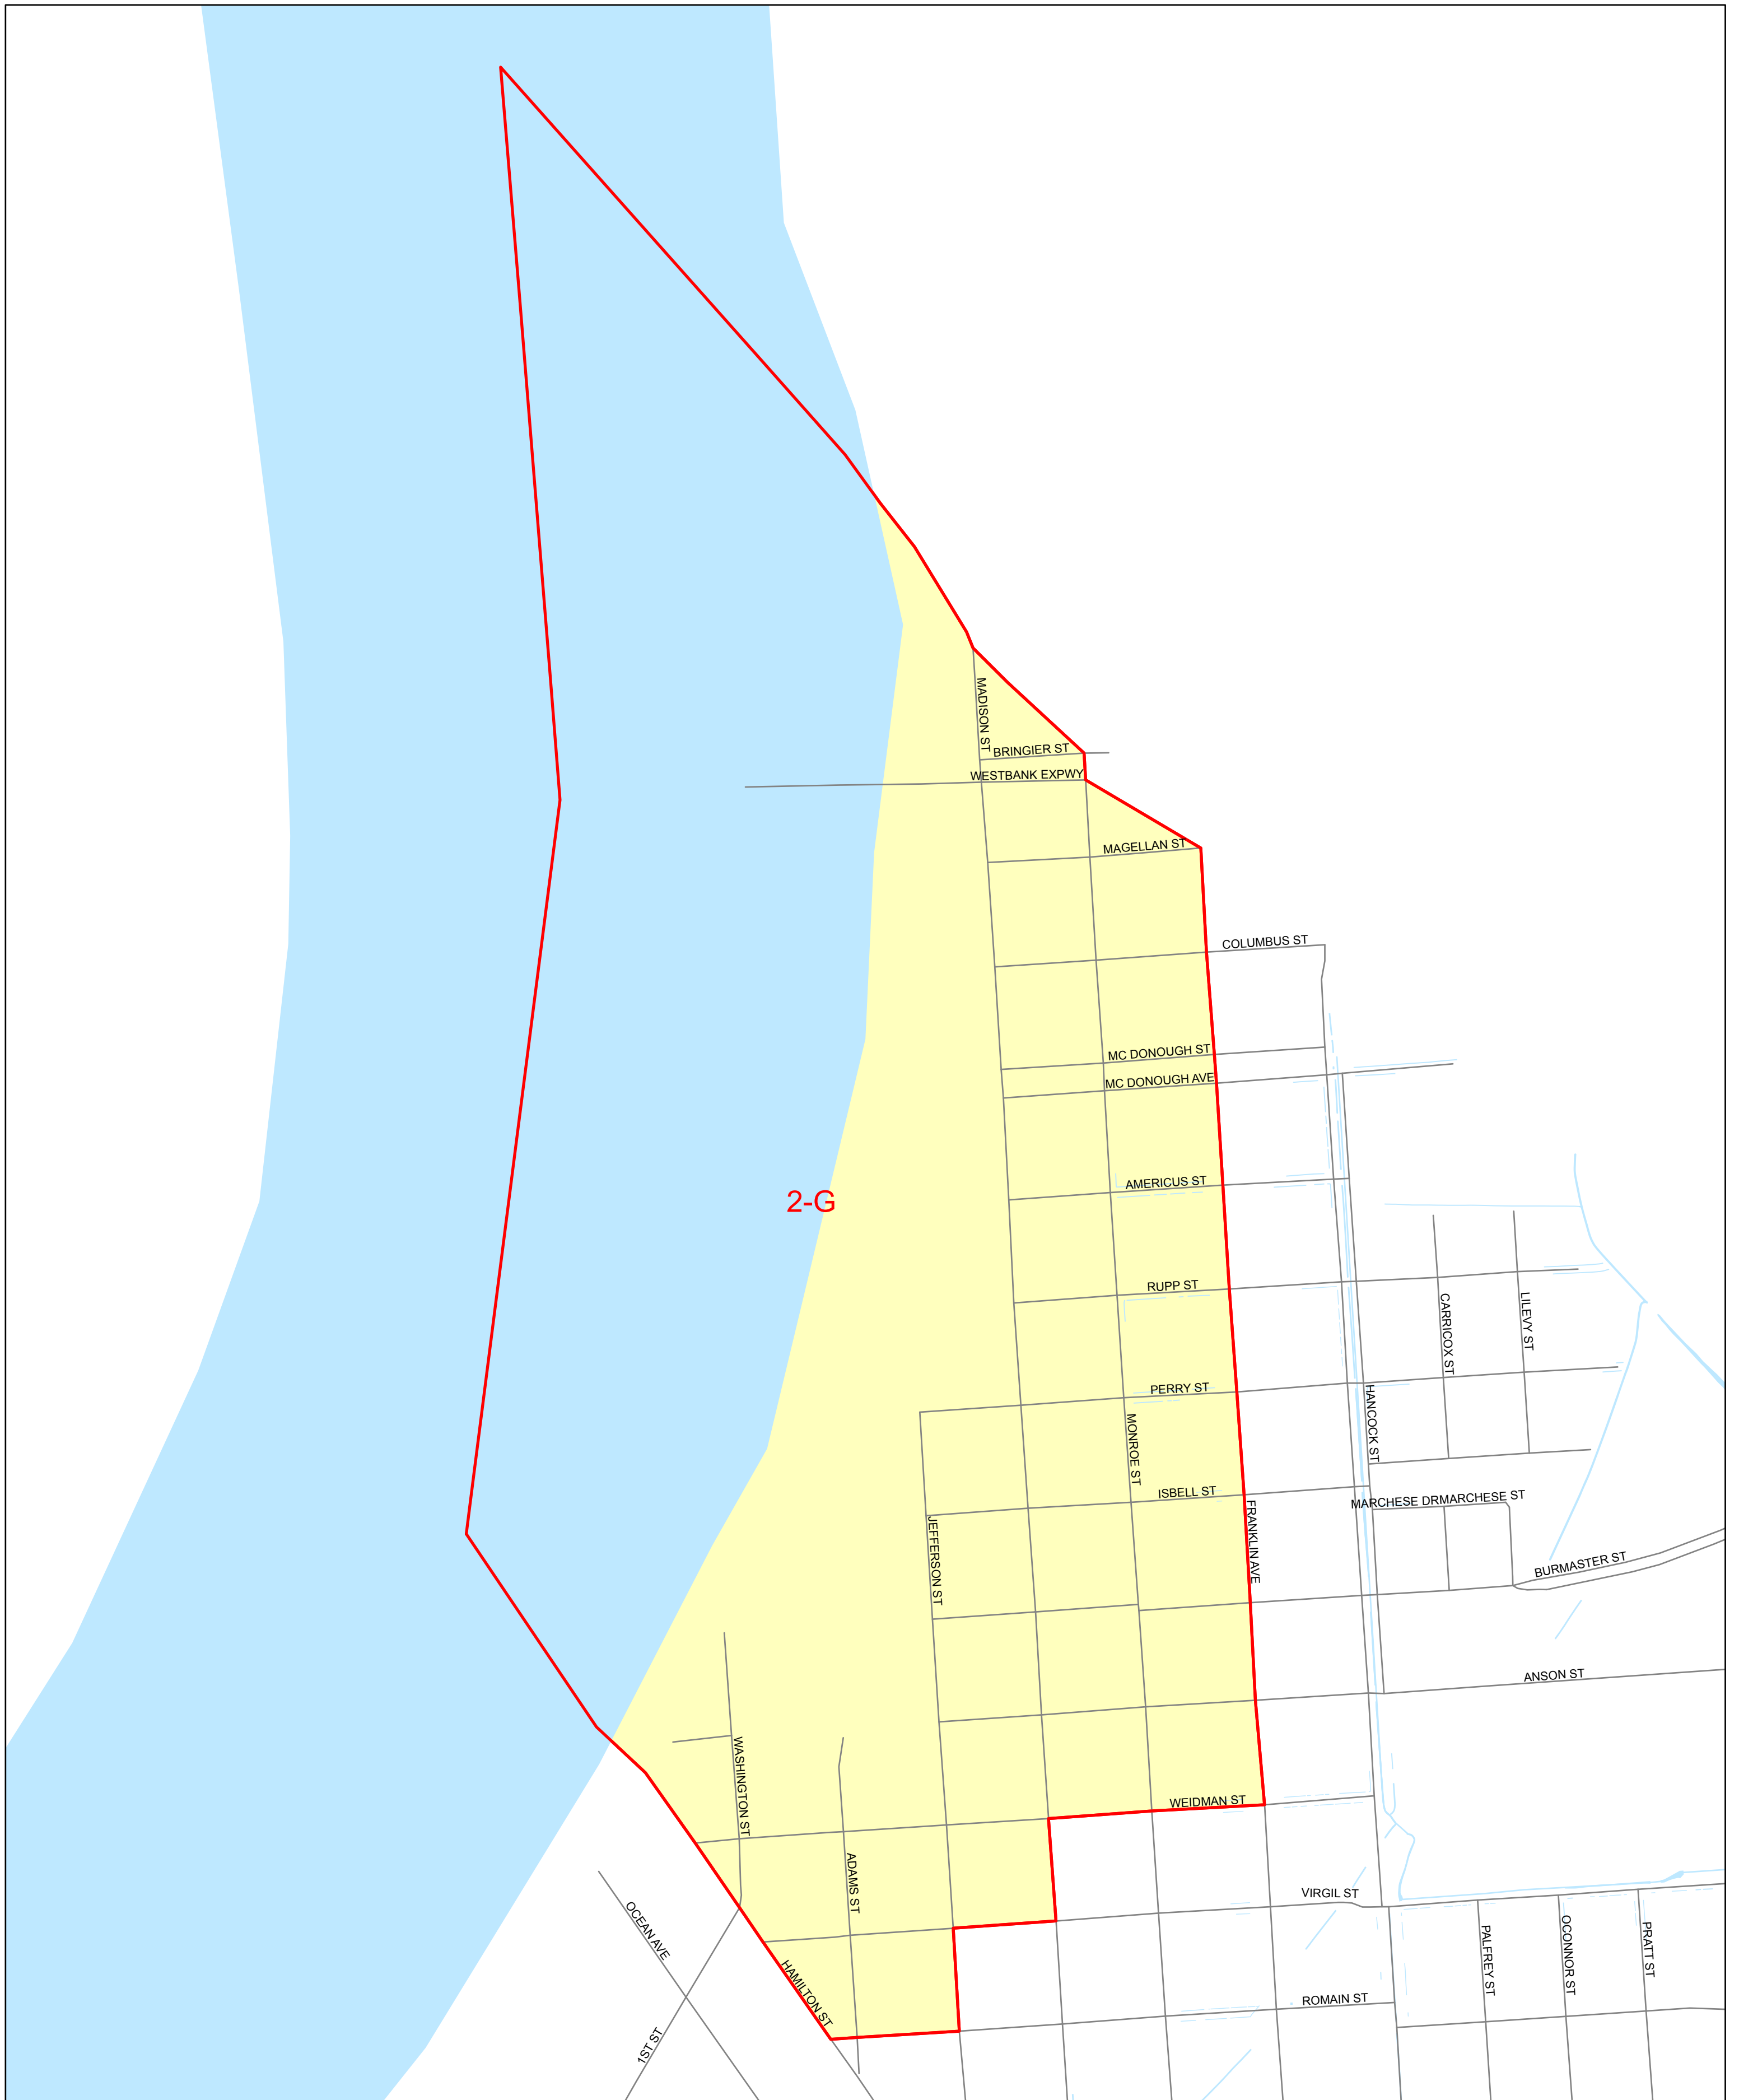 MADISON ST
BRINGIER ST
WESTBANK EXPWY
MAGELLAN ST
COLUMBUS ST
MC DONOUGH ST
MC DONOUGH AVE
AMERICUS ST
2-G
RUPP ST
CARRICOX ST
LILEVY ST
PERRY ST
HANCOCK ST
MONROE ST
ISBELL ST
MARCHESE DRMARCHESE ST
FRANKLIN AVE
JEFFERSON ST
BURMASTER ST
ANSON ST
WASHINGTON ST
WEIDMAN ST
ADAMS ST
VIRGIL ST
OCEAN AVE
PALFREY ST
OCONNOR ST
PRATT ST
HAMILTON ST
ROMAIN ST
1ST ST